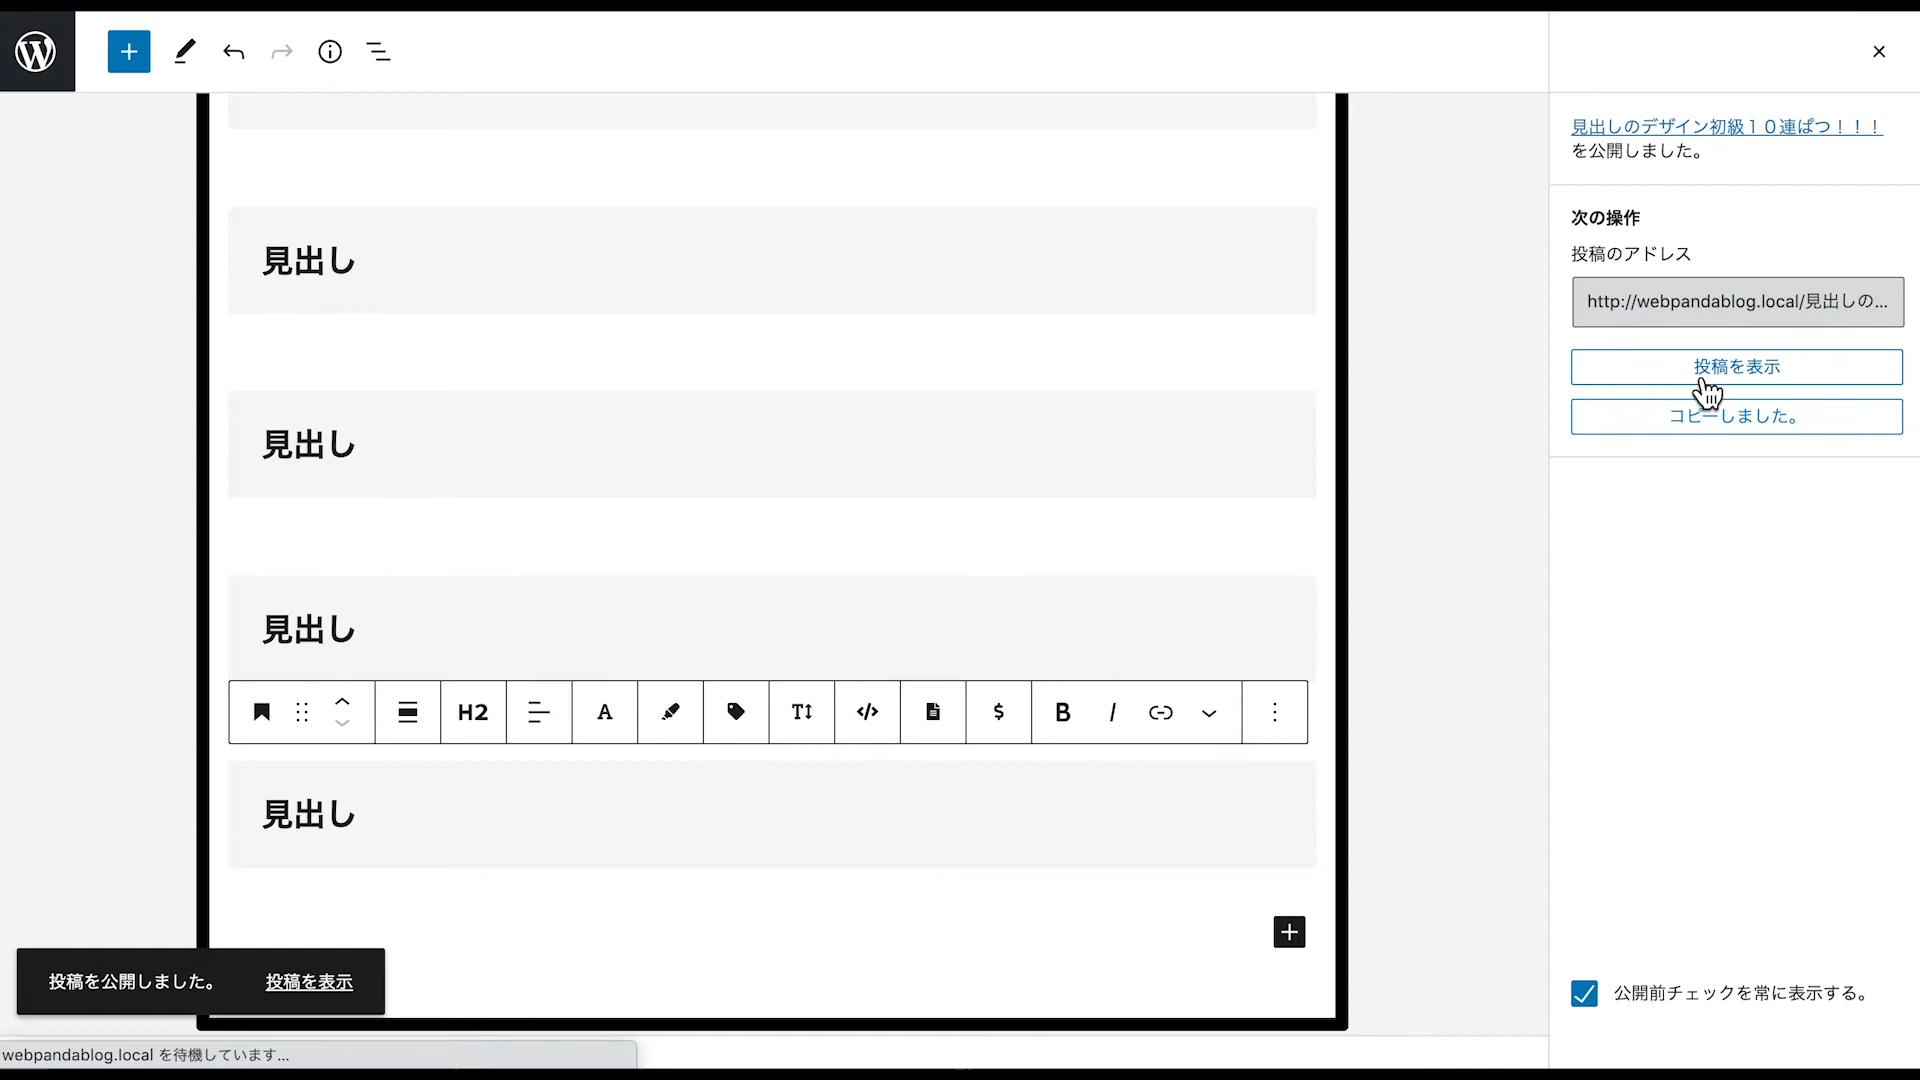 見出しのデザイン初級１０連ぱつ！！！
を公開しました。
次の操作
投稿のアドレス
http://webpandablog.local/見出しの...
投稿を表示
コピーしました。
見出し
見出し
見出し
H2
A
T
</>
$
B I
見出し
投稿を公開しました。 投稿を表示
公開前チェックを常に表示する。
webpandablog.local を待機しています...